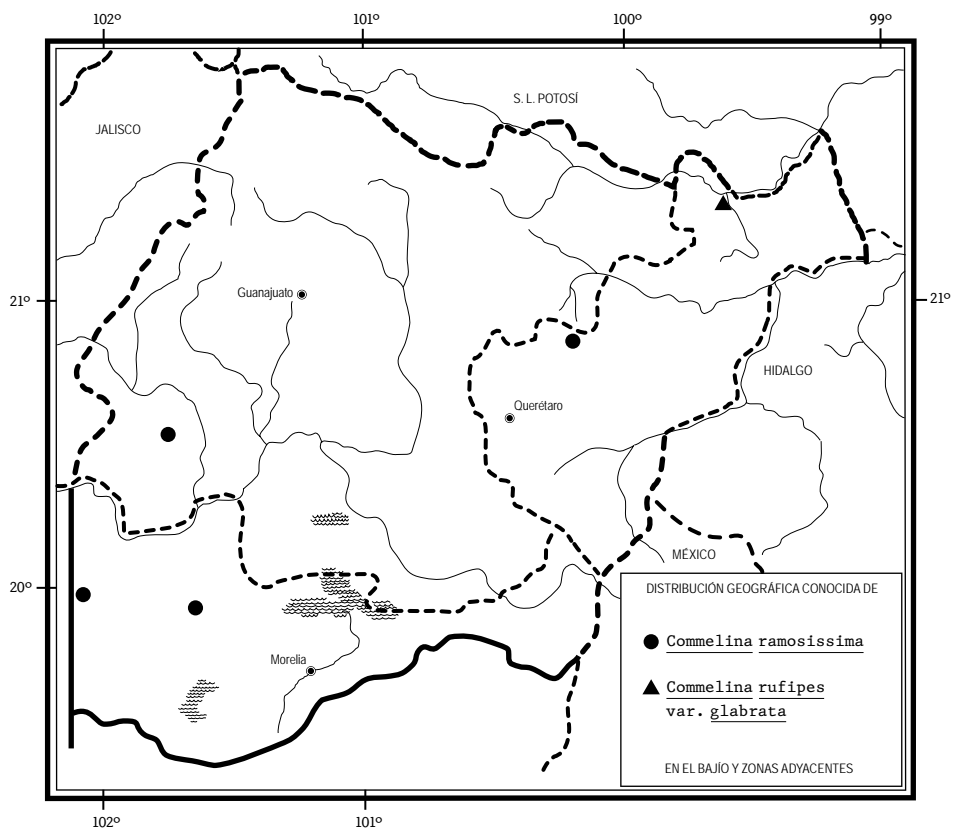 102º 101º 100º 99º
S. L. POTOSÍ
JALISCO
Guanajuato
21º 21º
HIDALGO
Querétaro
MÉXICO
20º
DISTRIBUCIÓN GEOGRÁFICA CONOCIDA DE
Commelina ramosissima
Morelia
Commelina rufipes
var. glabrata
EN EL BAJÍO Y ZONAS ADYACENTES
102º 101º